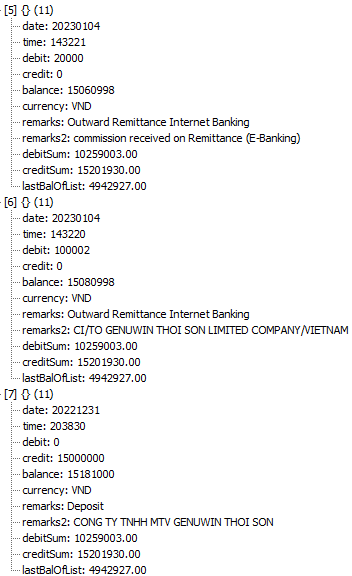 [5] {} (11)
date: 20230104
time: 143221
debit: 20000
credit: 0
balance: 15060998
currency: VND
remarks: Outward Remittance Internet Banking
remarks2: commission received on Remittance (E-Banking)
debitSum: 10259003.00
creditSum: 15201930.00
lastBalOfList: 4942927.00
[6] {} (11)
date: 20230104
time: 143220
debit: 100002
credit: 0
balance: 15080998
currency: VND
remarks: Outward Remittance Internet Banking
remarks2: CI/TO GENUWIN THOI SON LIMITED COMPANY/VIETNAM
debitSum: 10259003.00
creditSum: 15201930.00
lastBalOfList: 4942927.00
[7] {} (11)
date: 20221231
time: 203830
debit: 0
credit: 15000000
balance: 15181000
currency: VND
remarks: Deposit
remarks2: CONG TY TNHH MTV GENUWIN THOI SON
debitSum: 10259003.00
creditSum: 15201930.00
lastBalOfList: 4942927.00